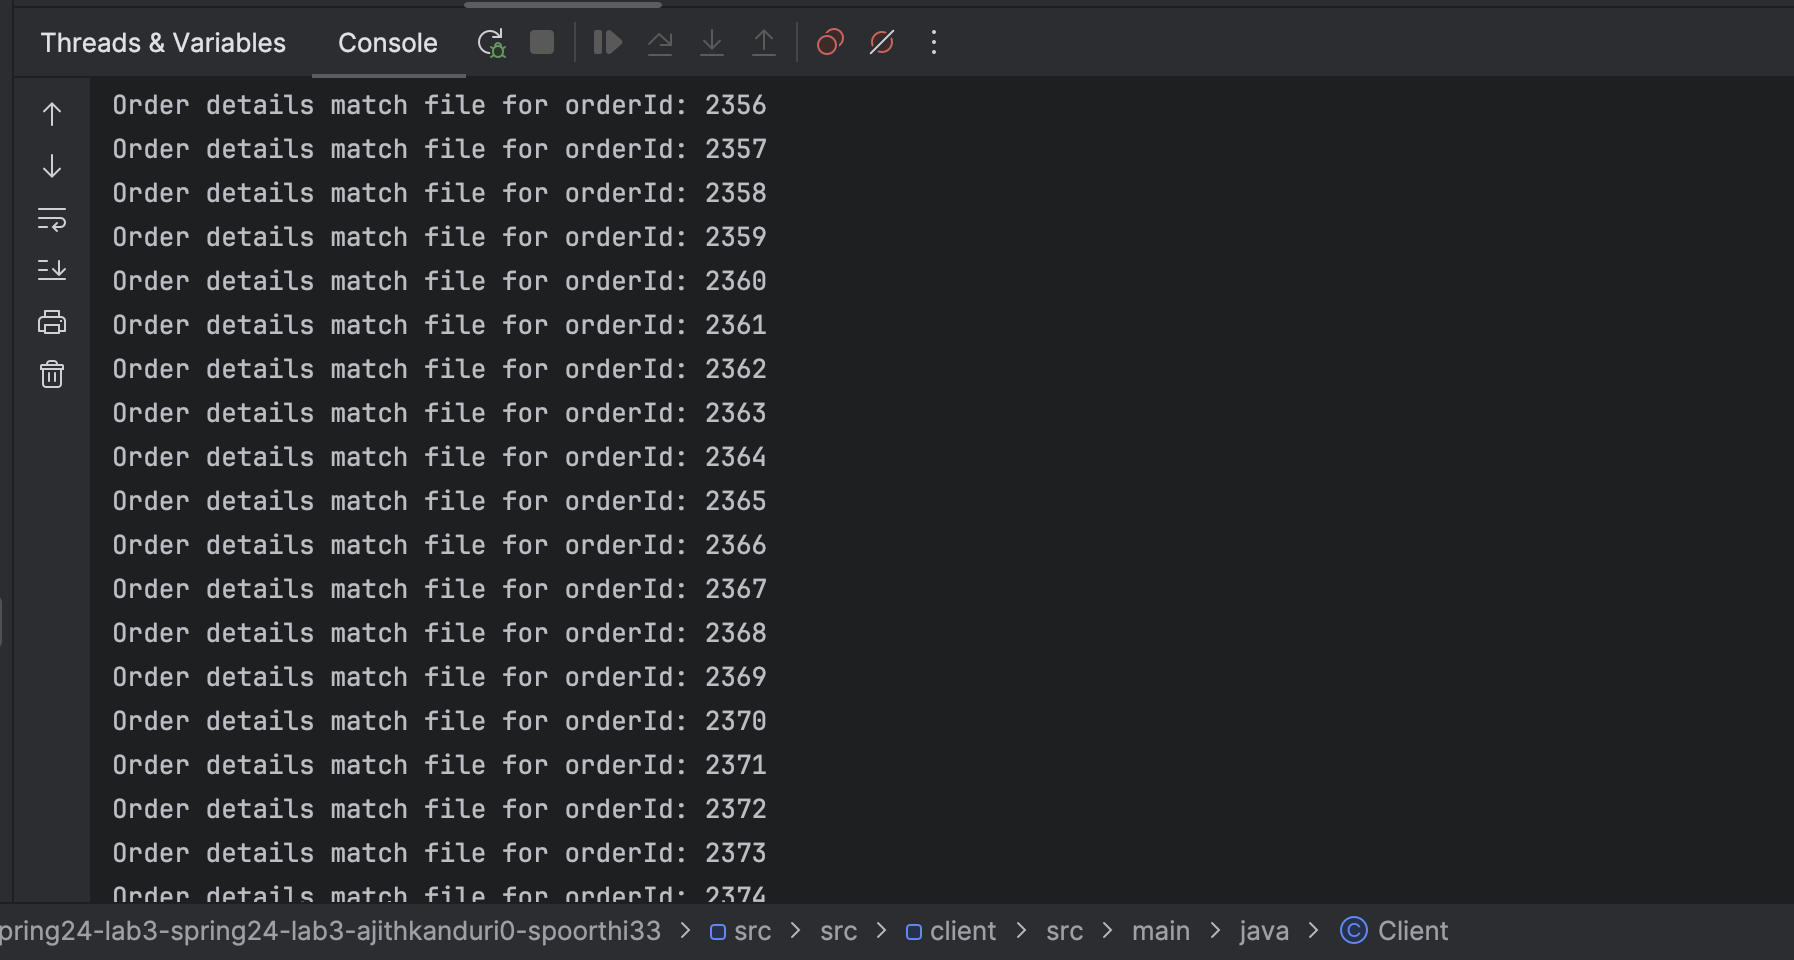 Threads & Variables Console
Order details match file for orderId: 2356
Order details match file for orderId: 2357
Order details match file for orderId: 2358
Order details match file for orderId: 2359
Order details match file for orderId: 2360
Order details match file for orderId: 2361
Order details match file for orderId: 2362
Order details match file for orderId: 2363
Order details match file for orderId: 2364
Order details match file for orderId: 2365
Order details match file for orderId: 2366
Order details match file for orderId: 2367
Order details match file for orderId: 2368
Order details match file for orderId: 2369
Order details match file for orderId: 2370
Order details match file for orderId: 2371
Order details match file for orderId: 2372
Order details match file for orderId: 2373
Order details match file for orderId: 2374
pring24-lab3-spring24-lab3-ajithkanduri0-spoorthi33 > src > src > client > src > main > java > © Client